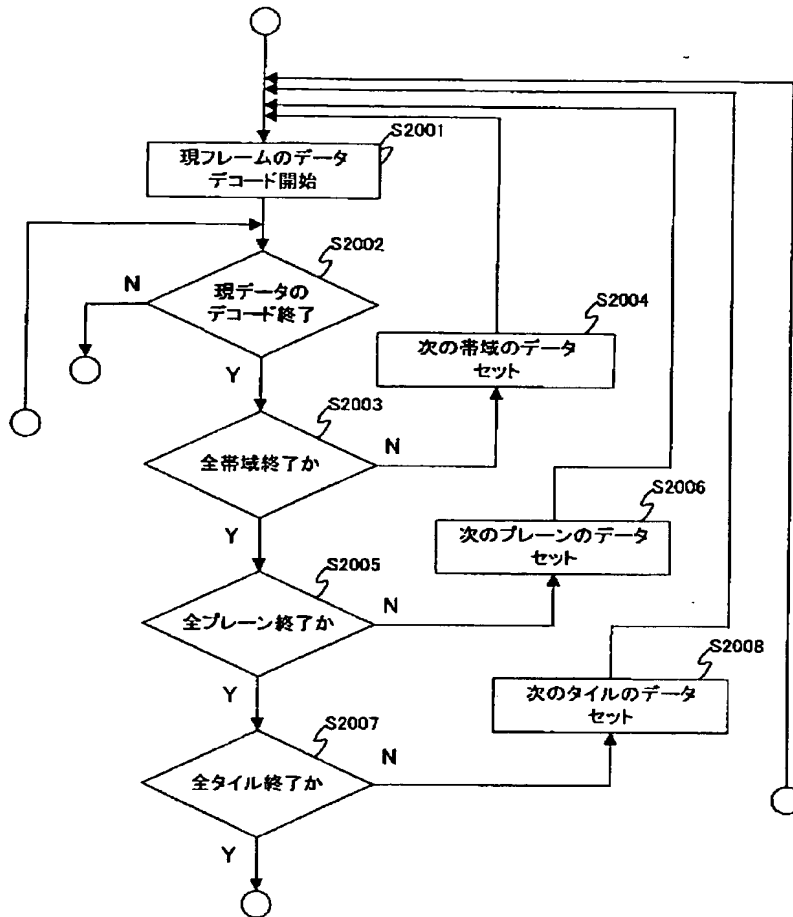 S2001
現フレームのデータ
デコード開始
S2002
N
現データの
デコード終了
Y
S2004
次の帯域のデータ
セット
S2003
全帯域終了か
N
Y
S2006
次のプレーンのデータ
セット
S2005
全プレーン終了か
N
Y
S2008
次のタイルのデータ
セット
S2007
全タイル終了か
N
Y